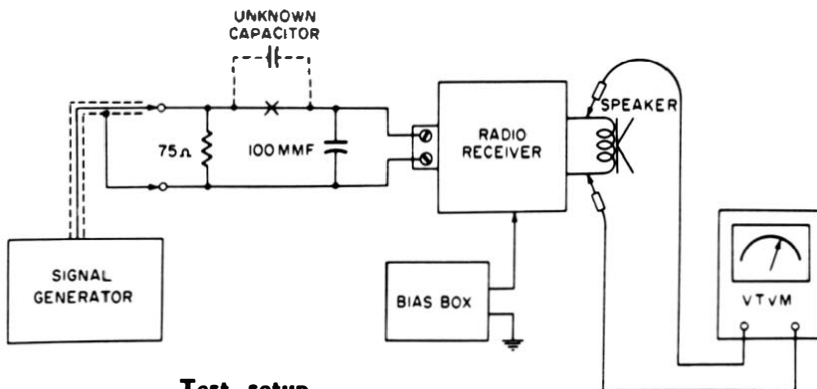 UNKNOWN
CAPACITOR
75Ω
100 MMF
RADIO
RECEIVER
SPEAKER
SIGNAL
GENERATOR
BIAS BOX
VTVM
Test setup